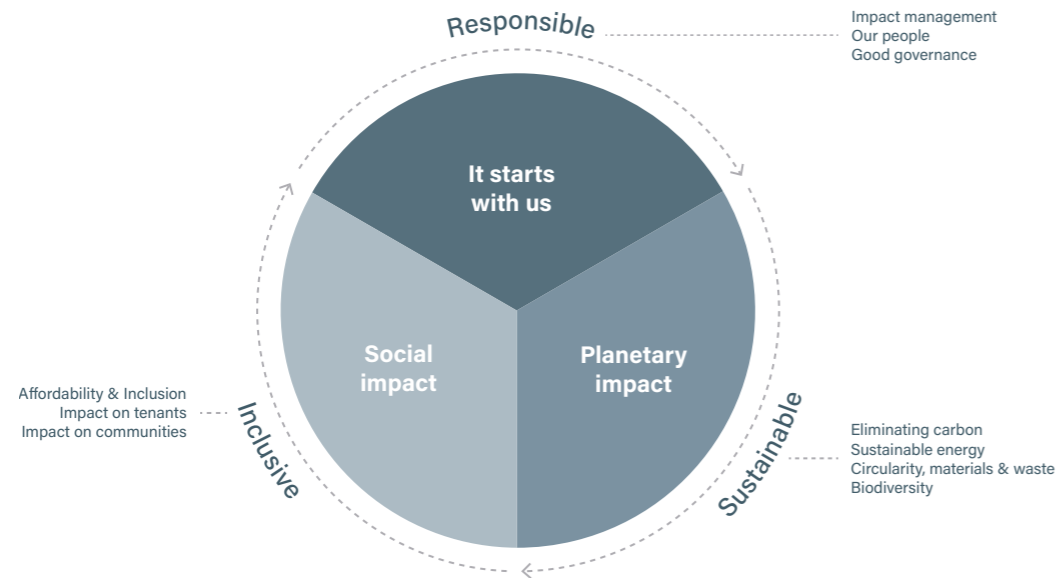 Responsible
Impact management
Our people
Good governance
It starts
with us
Social
impact
Planetary
impact
Affordability & Inclusion
Impact on tenants
Impact on communities
Inclusive
Sustainable
Eliminating carbon
Sustainable energy
Circularity, materials & waste
Biodiversity